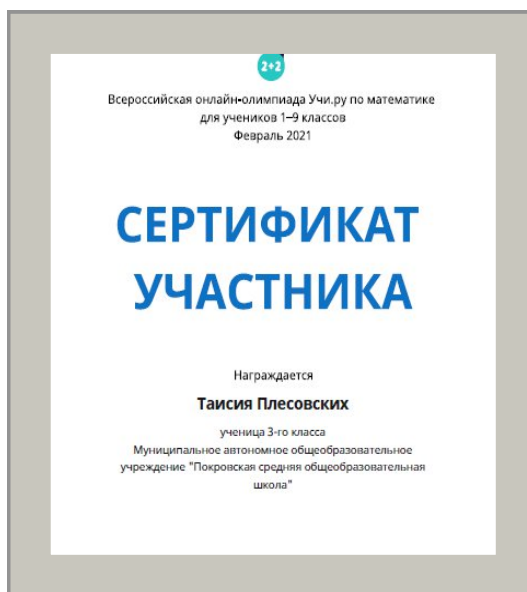 2+2
Всероссийская онлайн-олимпиада Учи.ру по математике
для учеников 1–9 классов
Февраль 2021
СЕРТИФИКАТ
УЧАСТНИКА
Награждается
Таисия Плесовских
ученица 3-го класса
Муниципальное автономное общеобразовательное
учреждение "Покровская средняя общеобразовательная
школа"